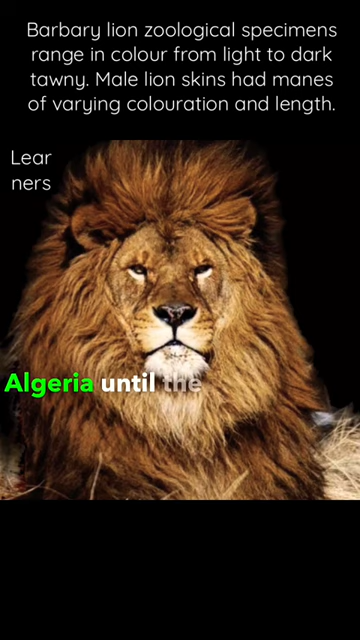 Barbary lion zoological specimens
range in colour from light to dark
tawny. Male lion skins had manes
of varying colouration and length.
Lear
ners
Algeria until the